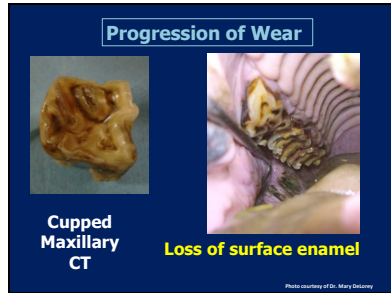 Progression of Wear
Cupped
Maxillary
CT
Loss of surface enamel
Photo courtesy of Dr. Mary DeLorey